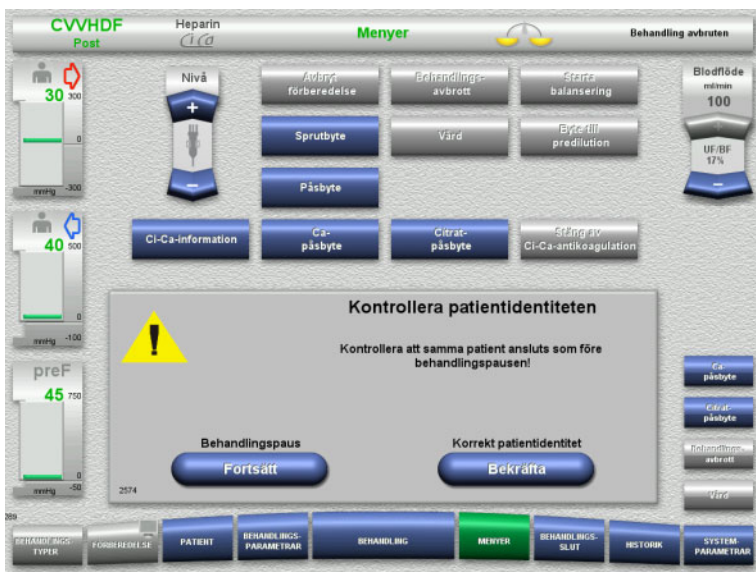 CVVHDF
Post
Heparin
Ci Ca
Menyer
Behandling avbruten
30
300
0
mmHg
-300
40
500
0
mmHg
-100
preF
45
750
mmHg
-50
Nivå
+
−
Avbryt
förberedelse
Behandlings-
avbrott
Starta
balansering
Sprutbyte
Vård
Byte till
predilution
Påsbyte
Ci-Ca-information
Ca-
påsbyte
Citrat-
påsbyte
Stäng av
Ci-Ca-antikoagulation
Blodflöde
ml/min
100
+
UF/BF
17%
−
Kontrollera patientidentiteten
!
Kontrollera att samma patient ansluts som före
behandlingspausen!
Behandlingspaus
Fortsätt
Korrekt patientidentitet
Bekräfta
2574
Ca-
påsbyte
Citrat-
påsbyte
Behandlings-
avbrott
Vård
289
BEHANDLINGS-
TYPER
FÖRBEREDELSE
PATIENT
BEHANDLINGS-
PARAMETRAR
BEHANDLING
MENYER
BEHANDLINGS-
SLUT
HISTORIK
SYSTEM-
PARAMETRAR